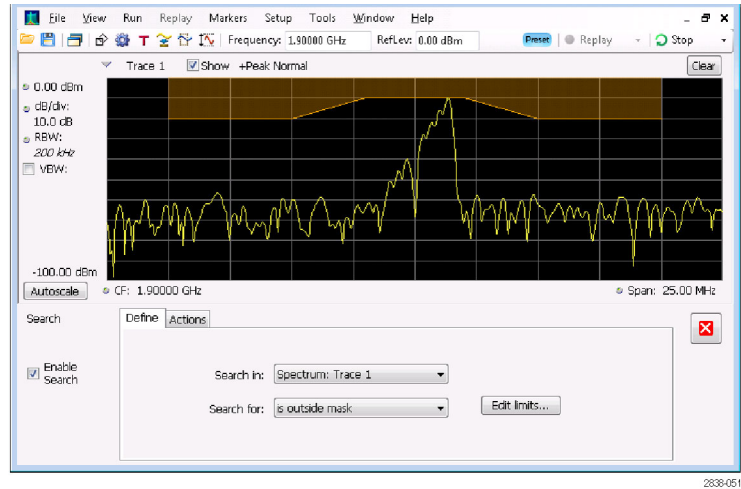 File View Run Replay Markers Setup Tools Window Help
T Frequency: 1.90000 GHz RefLev: 0.00 dBm Preset Replay Stop
Trace 1 Show +Peak Normal Clear
0.00 dBm
dB/div:
10.0 dB
RBW:
200 kHz
VBW:
-100.00 dBm
Autoscale CF: 1.90000 GHz Span: 25.00 MHz
Search Define Actions
Enable
Search
Search in: Spectrum: Trace 1
Search for: is outside mask Edit limits...
2838-051